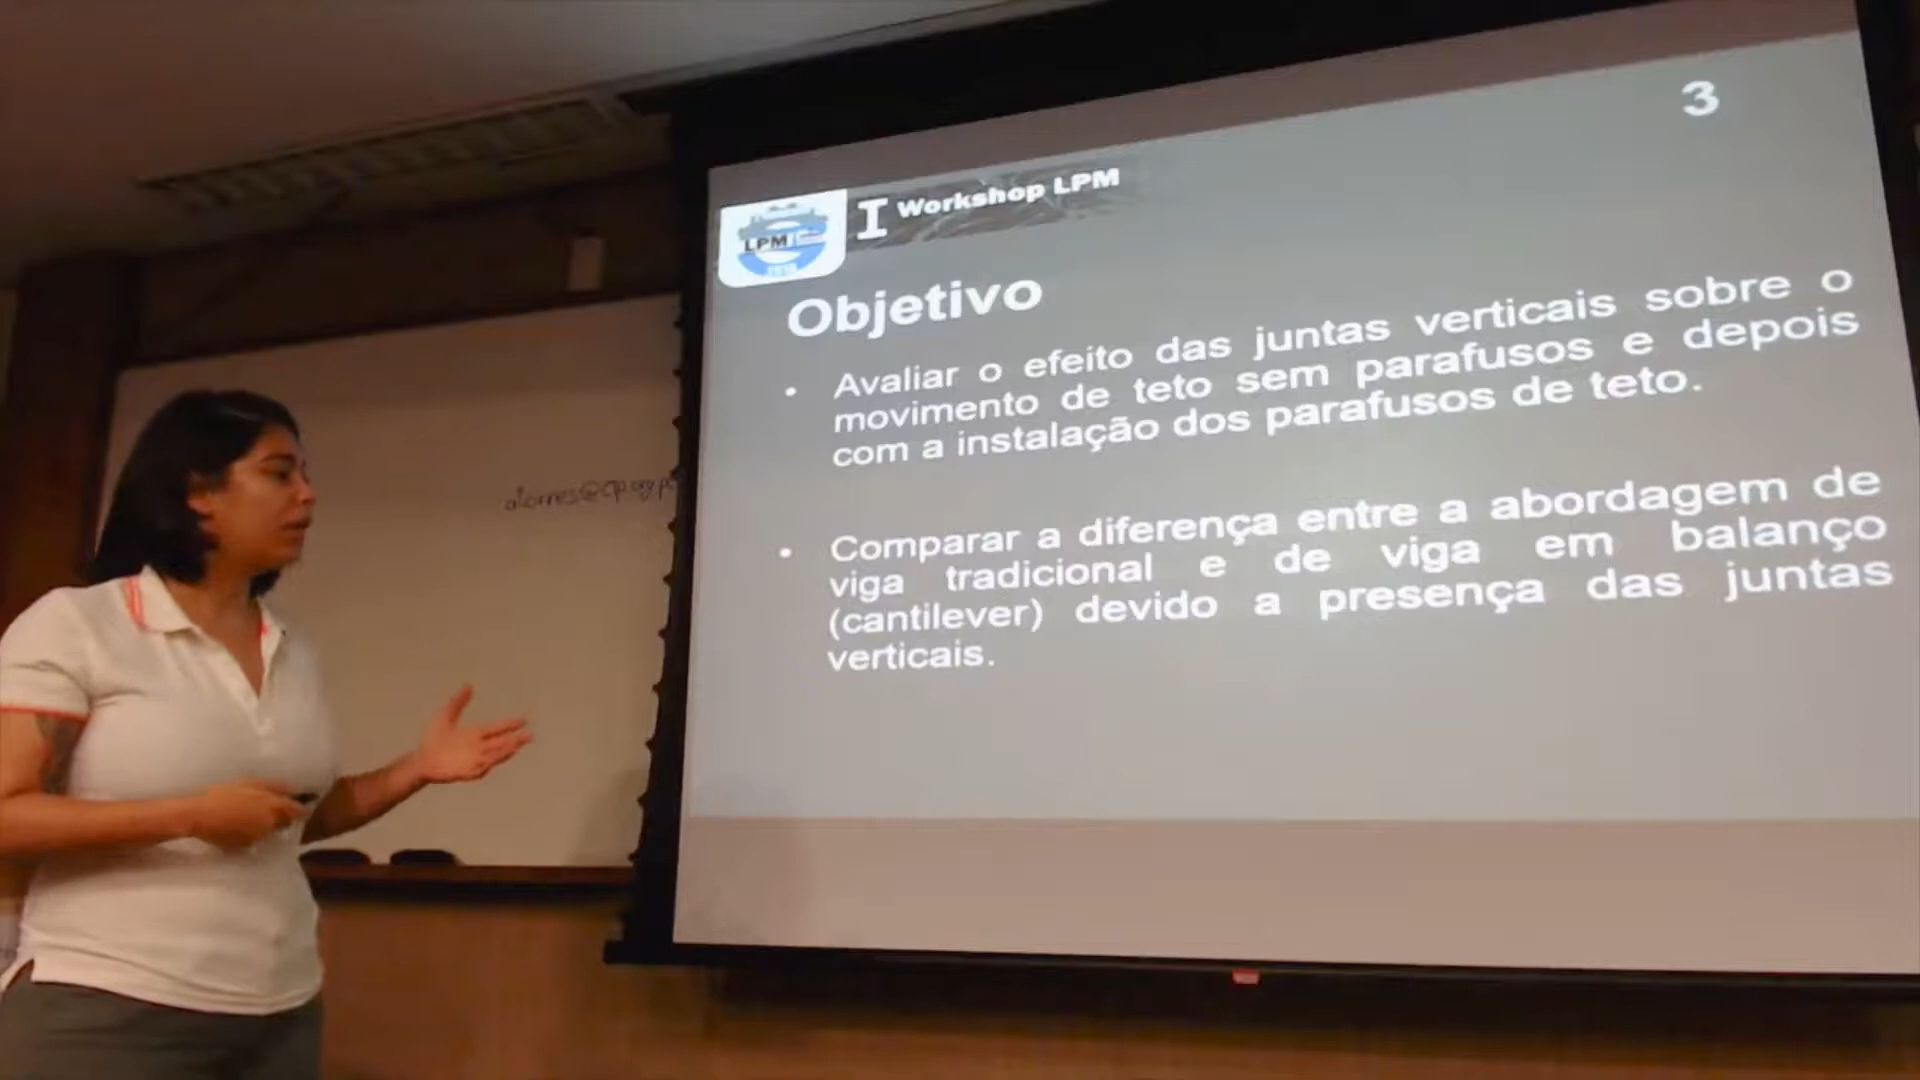 3
LPM
I Workshop LPM
Objetivo
• Avaliar o efeito das juntas verticais sobre o
movimento de teto sem parafusos e depois
com a instalação dos parafusos de teto.
• Comparar a diferença entre a abordagem de
viga tradicional e de viga em balanço
(cantilever) devido a presença das juntas
verticais.